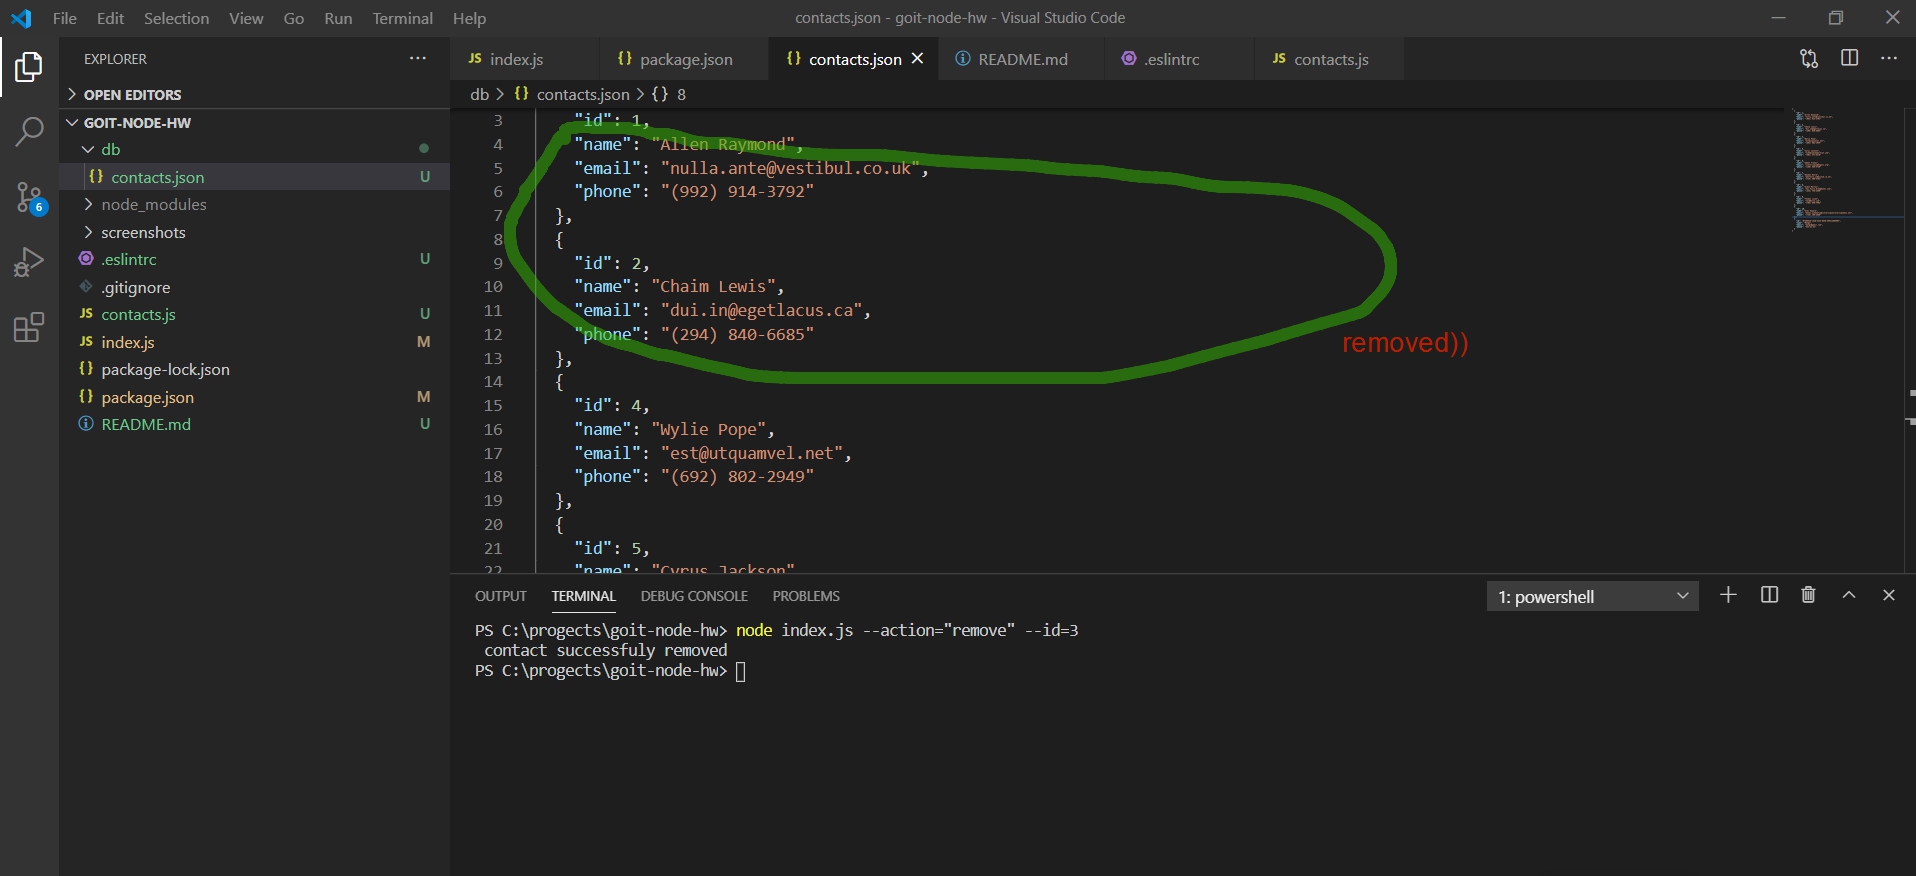 File Edit Selection View Go Run Terminal Help contacts.json - goit-node-hw - Visual Studio Code
EXPLORER
OPEN EDITORS
GOIT-NODE-HW
db
contacts.json U
node_modules
screenshots
.eslintrc U
.gitignore
JS contacts.js U
JS index.js M
package-lock.json
package.json M
README.md U
6
JS index.js {} package.json {} contacts.json README.md .eslintrc JS contacts.js
db > {} contacts.json > {} 8
3 "id": 1,
4 "name": "Allen Raymond",
5 "email": "nulla.ante@vestibul.co.uk",
6 "phone": "(992) 914-3792"
7 },
8 {
9 "id": 2,
10 "name": "Chaim Lewis",
11 "email": "dui.in@egetlacus.ca",
12 "phone": "(294) 840-6685"
13 },
14 {
15 "id": 4,
16 "name": "Wylie Pope",
17 "email": "est@utquamvel.net",
18 "phone": "(692) 802-2949"
19 },
20 {
21 "id": 5,
22 "name": "Cyrus Jackson"
removed))
OUTPUT TERMINAL DEBUG CONSOLE PROBLEMS 1: powershell
PS C:\progects\goit-node-hw> node index.js --action="remove" --id=3
contact successfuly removed
PS C:\progects\goit-node-hw>